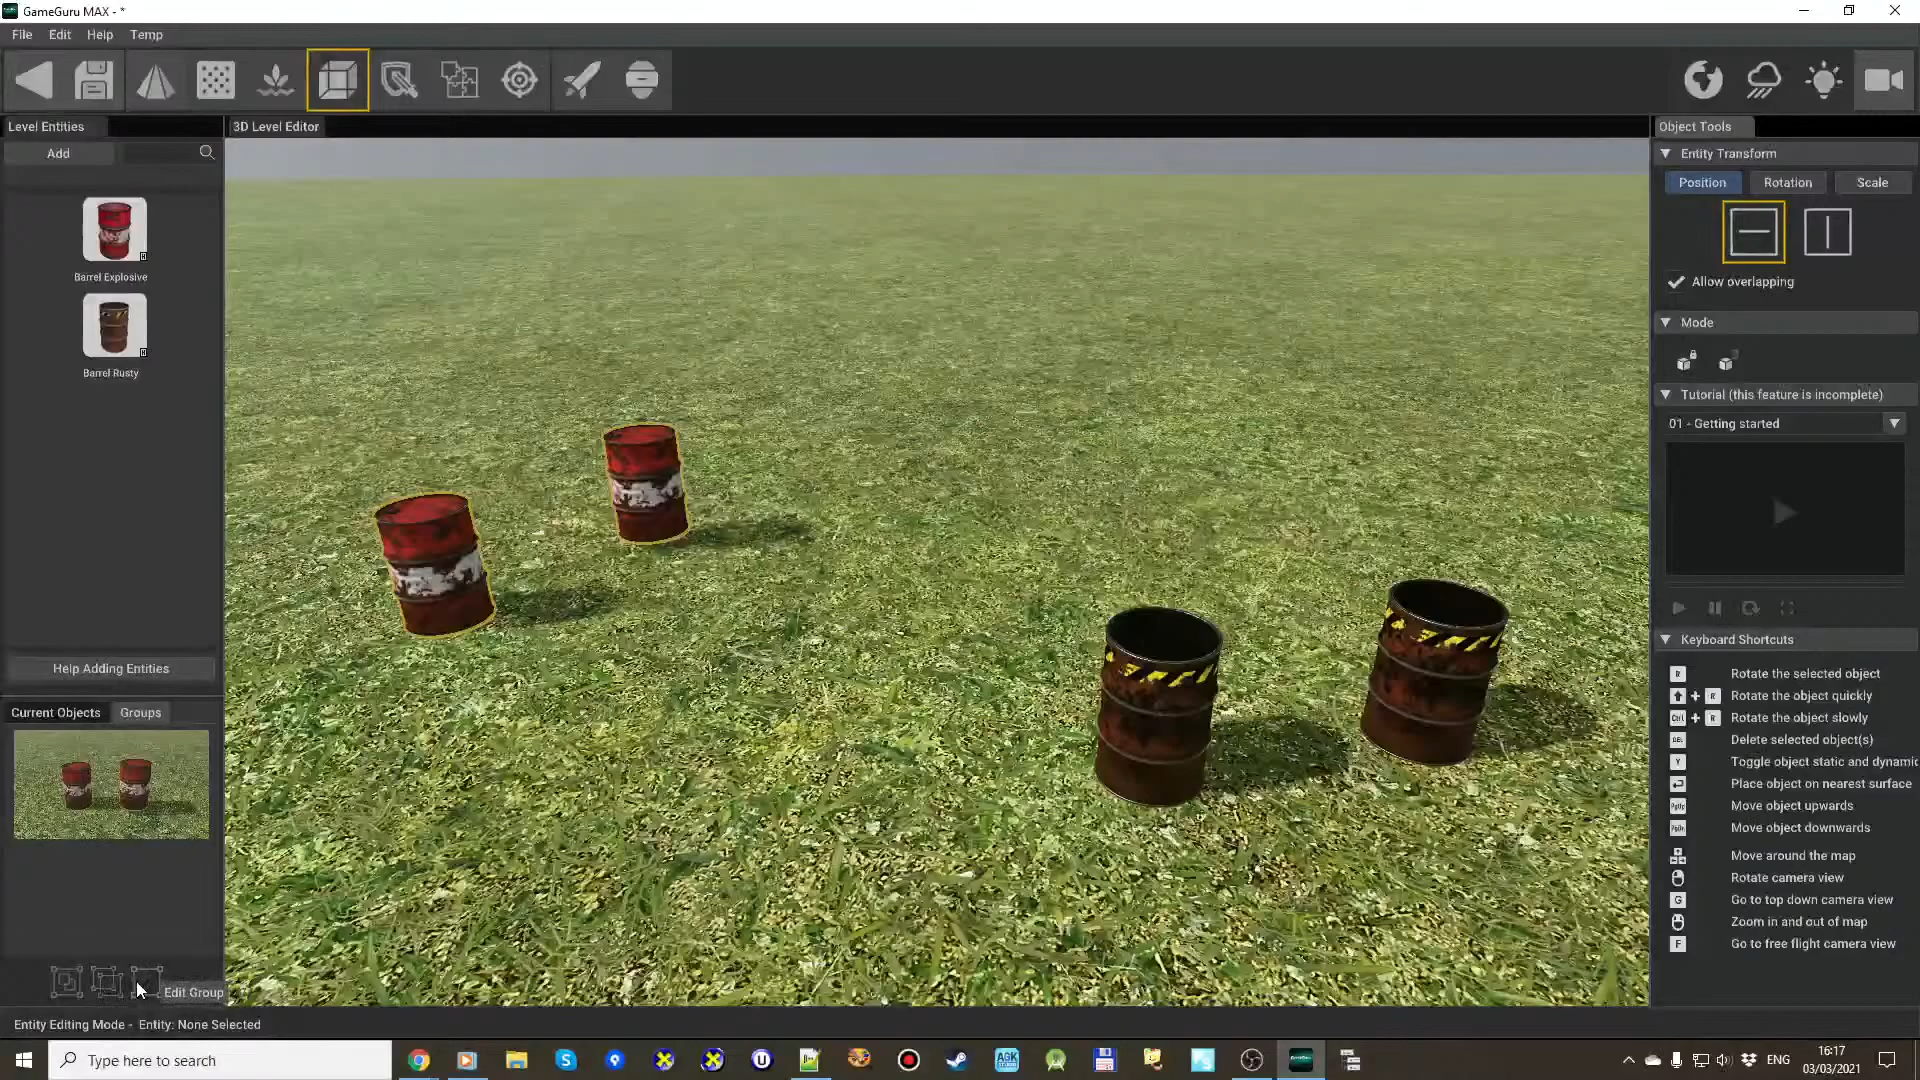 GameGuru MAX - *
File Edit Help Temp
Level Entities
3D Level Editor
Object Tools
Add
Entity Transform
Position Rotation Scale
Allow overlapping
Barrel Explosive
Barrel Rusty
Mode
Tutorial (this feature is incomplete)
01 - Getting started
Keyboard Shortcuts
R Rotate the selected object
+ R Rotate the object quickly
Ctrl + R Rotate the object slowly
DEL Delete selected object(s)
Y Toggle object static and dynamic
Place object on nearest surface
PgUp Move object upwards
PgDn Move object downwards
Move around the map
Rotate camera view
G Go to top down camera view
Zoom in and out of map
F Go to free flight camera view
Help Adding Entities
Current Objects Groups
Edit Group
Entity Editing Mode - Entity: None Selected
Type here to search
AGK
ENG
16:17
03/03/2021